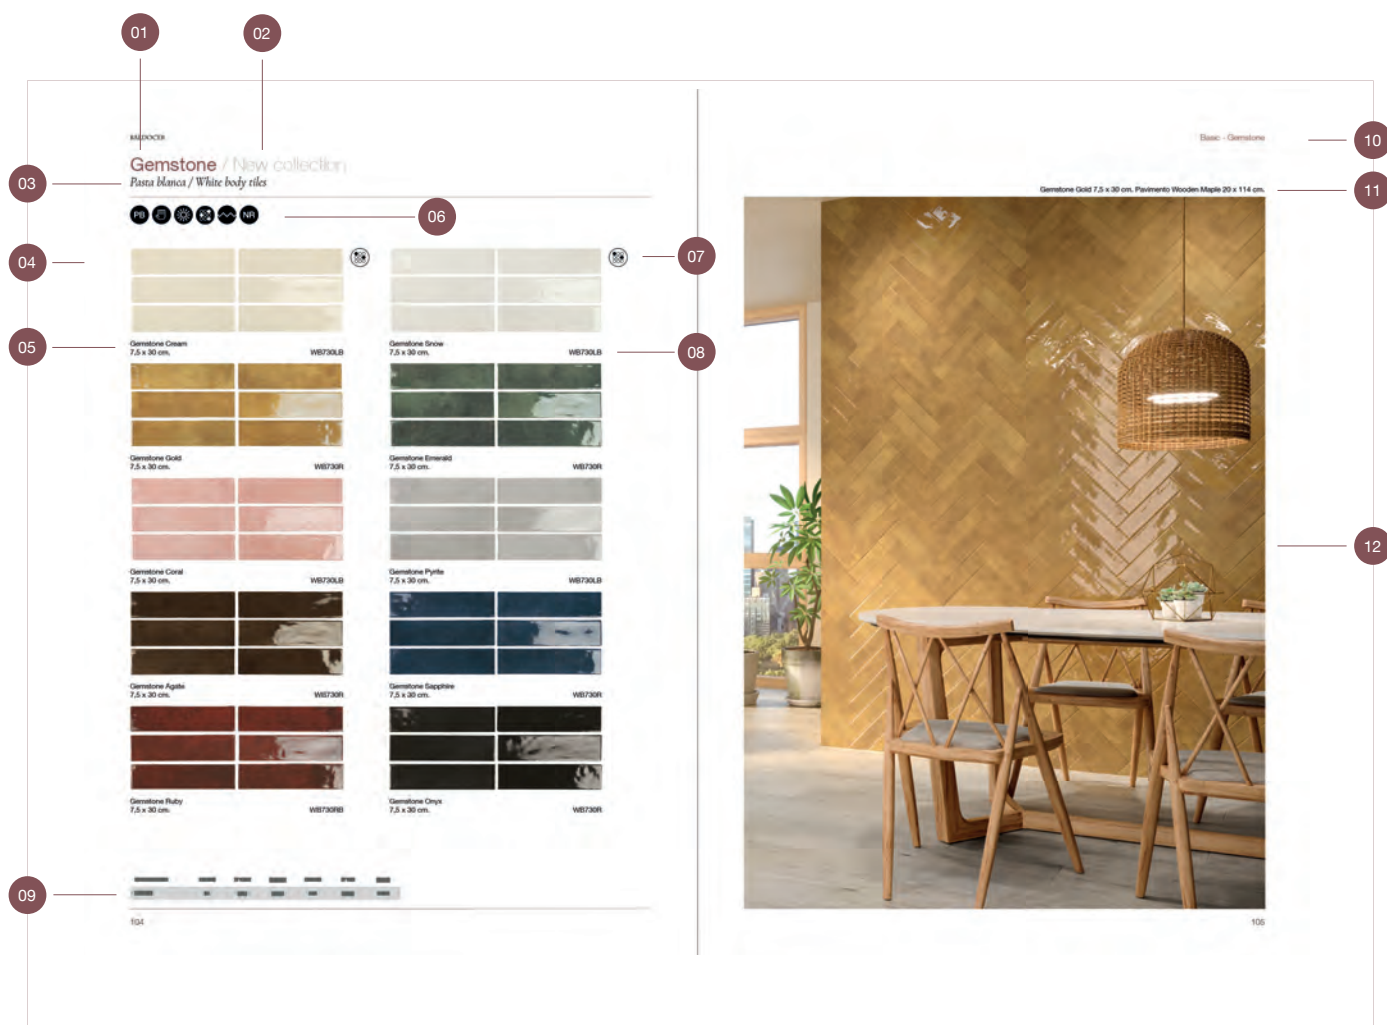 01
02
BALDOCER
10
Basic - Gemstone
Gemstone / New collection
03
Pasta blanca / White body tiles
11
Gemstone Gold 7,5 x 30 cm. Pavimento Wooden Maple 20 x 114 cm.
PB
NR
06
04
07
05
Gemstone Cream
7,5 x 30 cm.
WB730LB
Gemstone Snow
7,5 x 30 cm.
WB730LB
08
Gemstone Gold
7,5 x 30 cm.
WB730R
Gemstone Emerald
7,5 x 30 cm.
WB730R
12
Gemstone Coral
7,5 x 30 cm.
WB730LB
Gemstone Pyrite
7,5 x 30 cm.
WB730LB
Gemstone Agate
7,5 x 30 cm.
WB730R
Gemstone Sapphire
7,5 x 30 cm.
WB730R
Gemstone Ruby
7,5 x 30 cm.
WB730RB
Gemstone Onyx
7,5 x 30 cm.
WB730R
09
104
105